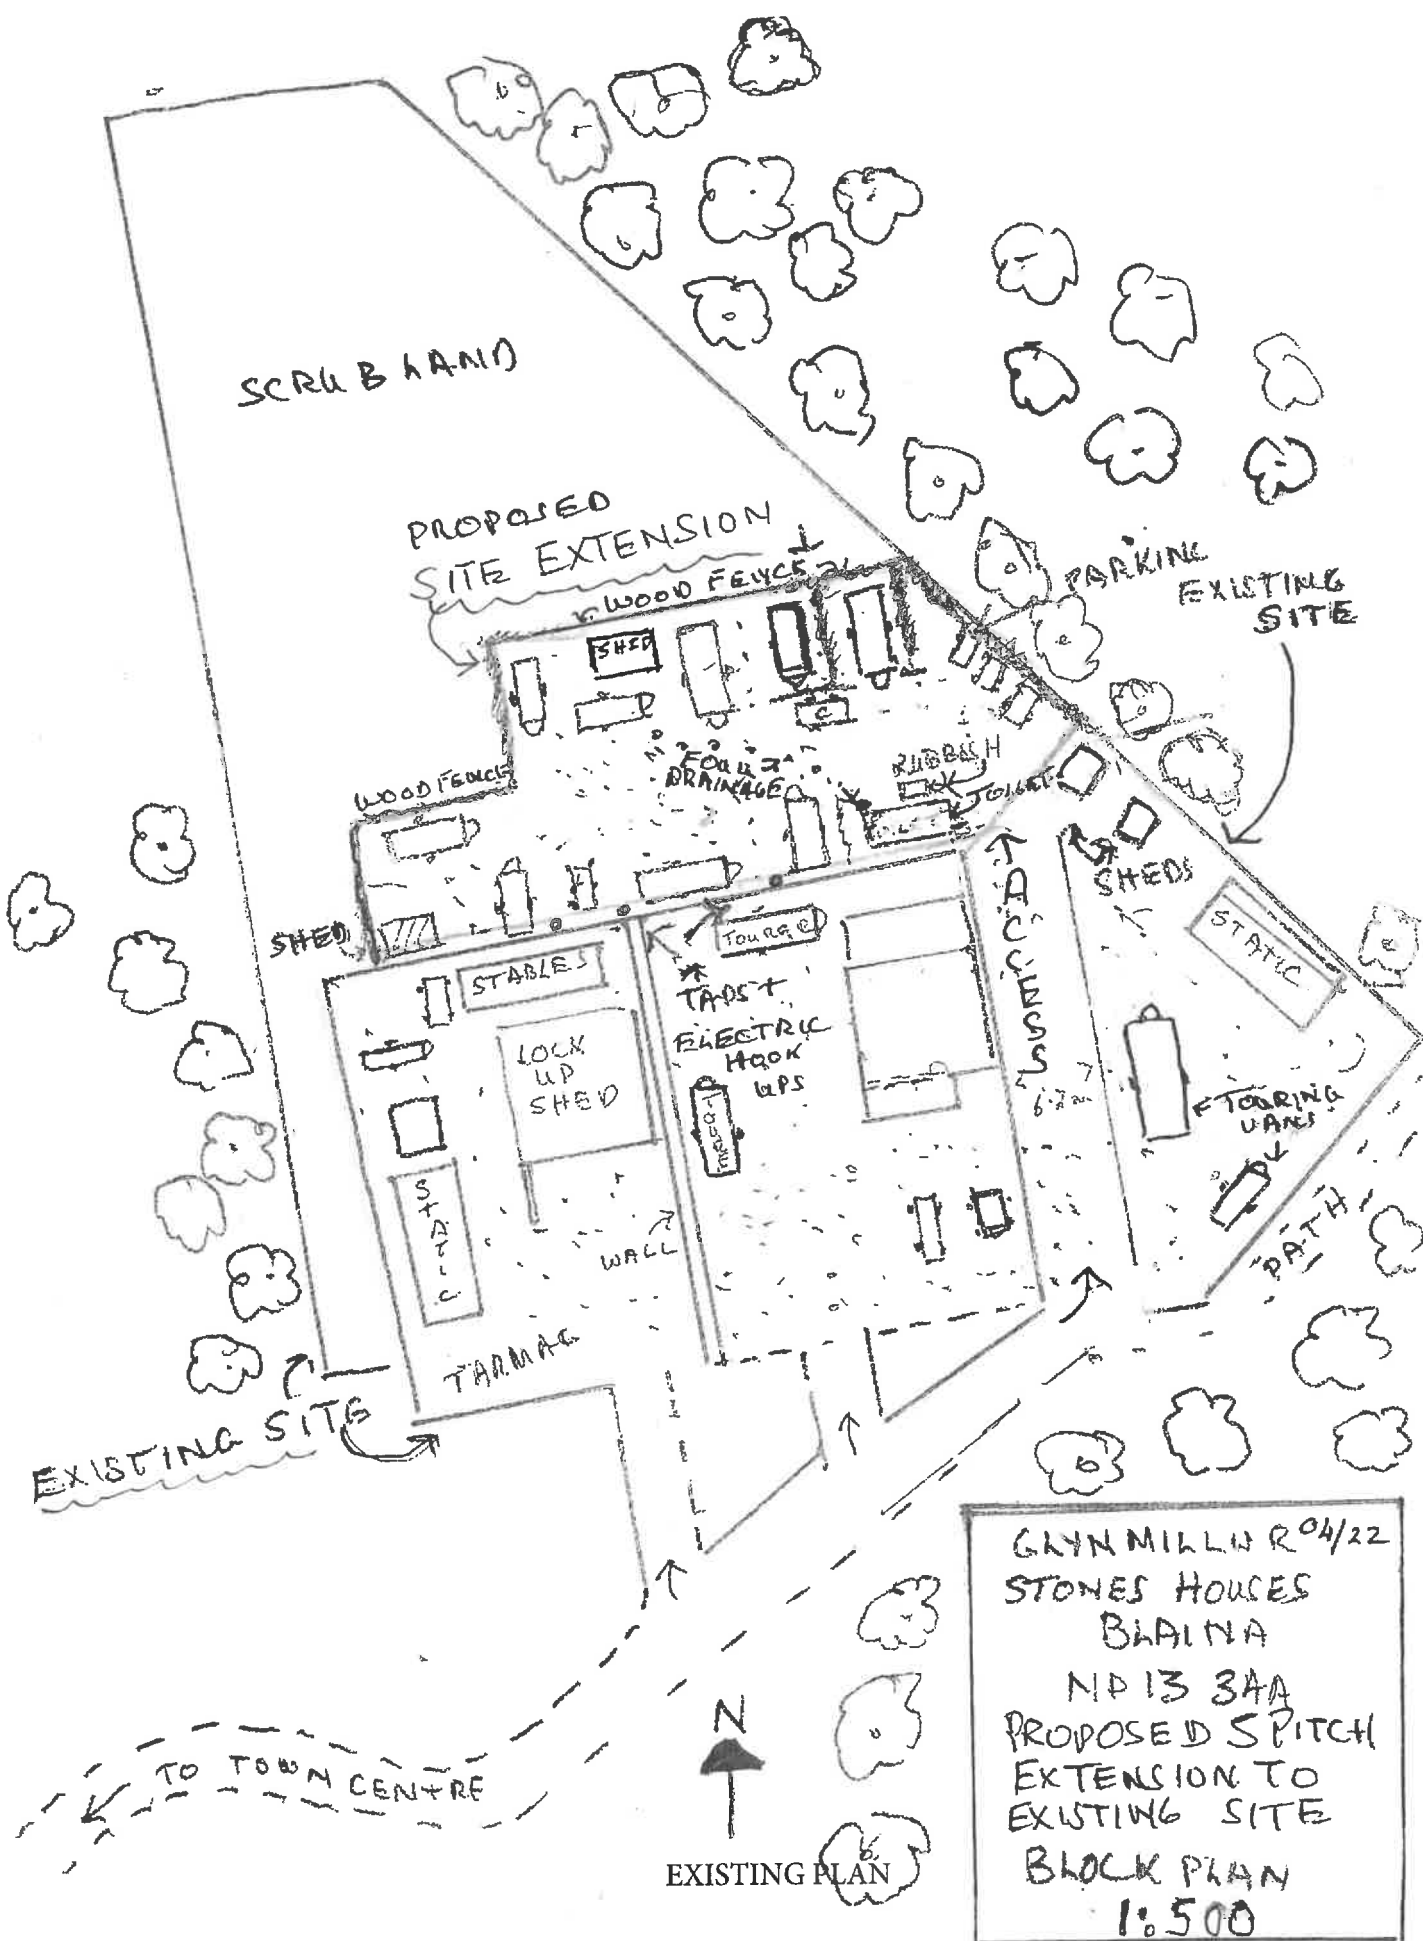 SCRUB LAND
PROPOSED
SITE EXTENSION
WOOD FENCE
PARKING
EXISTING
SITE
SHED
C
RUBBISH
FOUL
DRAINAGE
TOILET
WOOD FENCE
SHEDS
SHED
STABLES
TOURER
ACCESS
STATIC
TAPS +
ELECTRIC
HOOK
UPS
LOCK
UP
SHED
TOURER
TOURING
VANS
STATIC
WALL
PATH
TARMAC
EXISTING SITE
TO TOWN CENTRE
N
EXISTING PLAN
GLYN MILL 04/22
STONES HOUSES
BLAINA
NP13 3AA
PROPOSED 5 PITCH
EXTENSION TO
EXISTING SITE
BLOCK PLAN
1:500